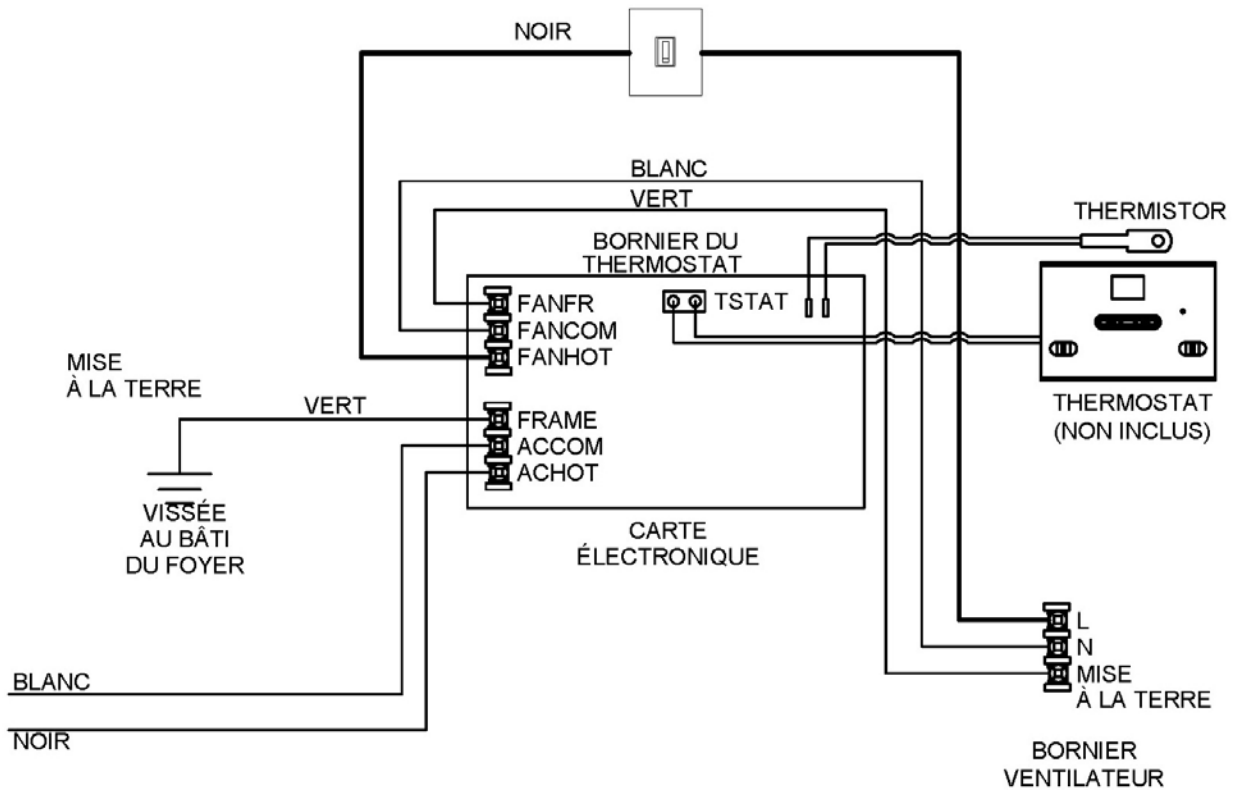 NOIR
BLANC
VERT
THERMISTOR
BORNIER DU
THERMOSTAT
TSTAT
FANFR
FANCOM
FANHOT
MISE
À LA TERRE
VERT
FRAME
ACCOM
ACHOT
THERMOSTAT
(NON INCLUS)
VISSÉE
AU BÂTI
DU FOYER
CARTE
ÉLECTRONIQUE
L
N
MISE
À LA TERRE
BLANC
NOIR
BORNIER
VENTILATEUR